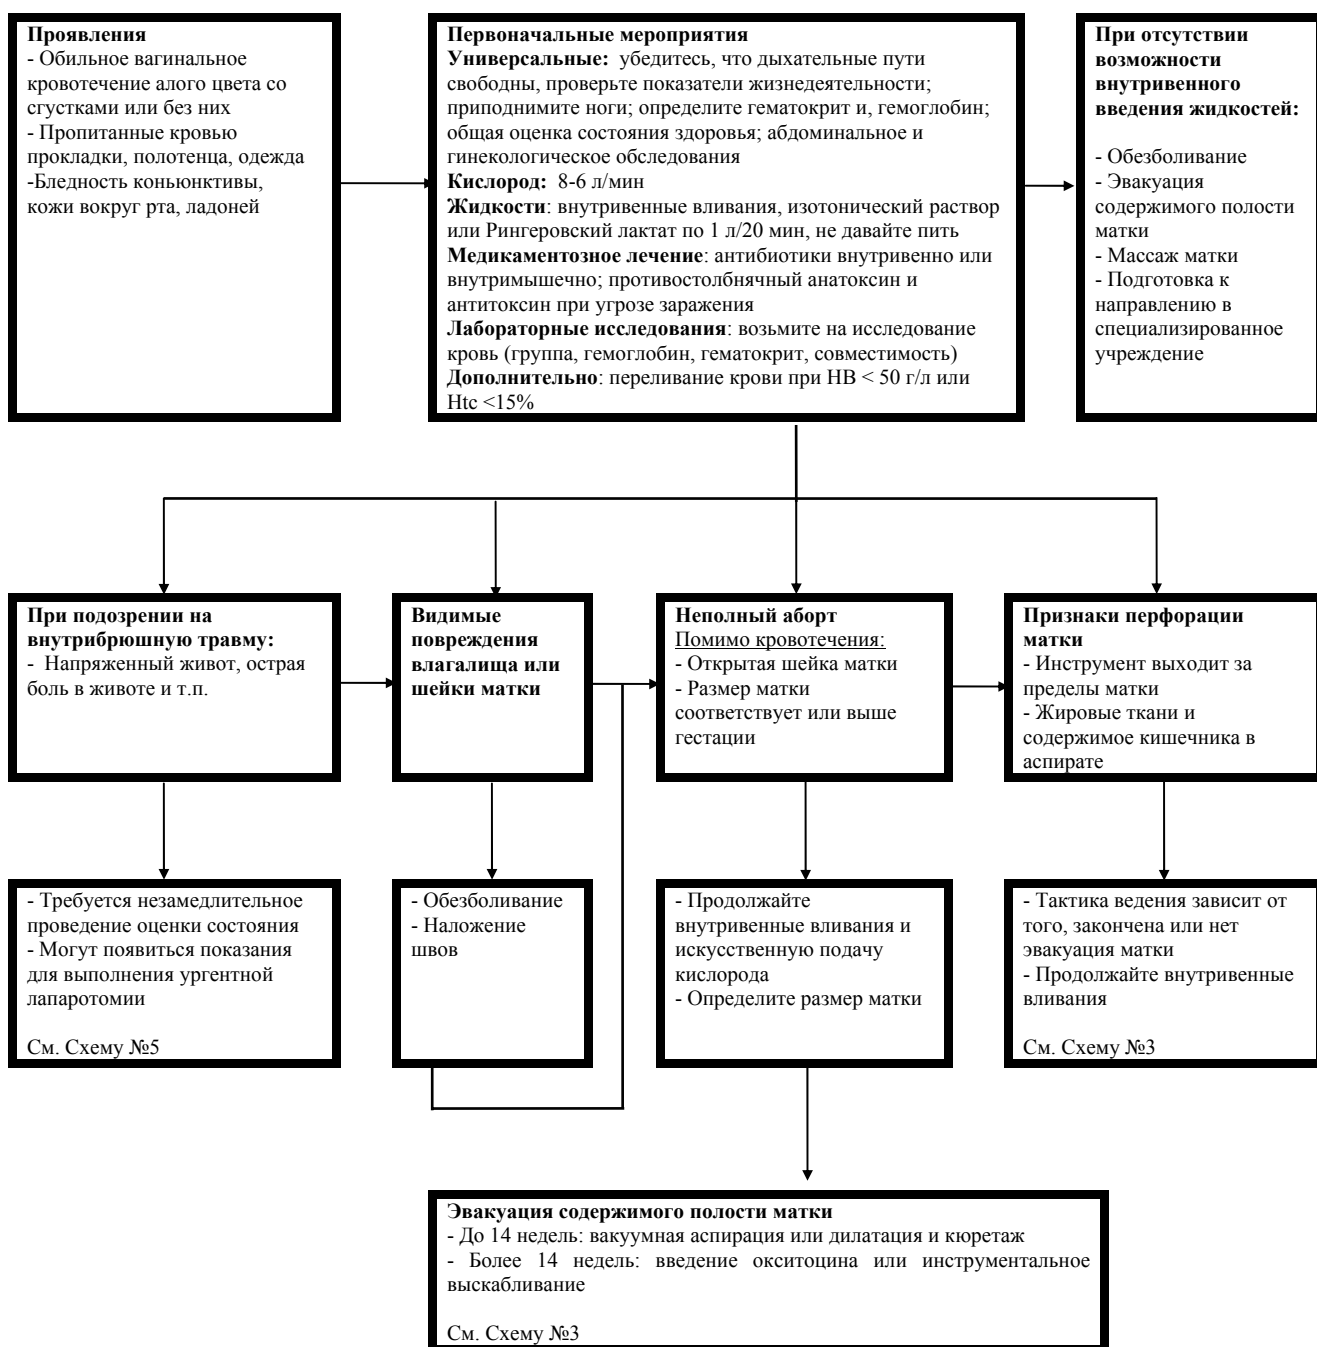 Проявления
- Обильное вагинальное
кровотечение алого цвета со
сгустками или без них
- Пропитанные кровью
прокладки, полотенца, одежда
-Бледность коньюнктивы,
кожи вокруг рта, ладоней
Первоначальные мероприятия
Универсальные: убедитесь, что дыхательные пути
свободны, проверьте показатели жизнедеятельности;
приподнимите ноги; определите гематокрит и, гемоглобин;
общая оценка состояния здоровья; абдоминальное и
гинекологическое обследования
Кислород: 8-6 л/мин
Жидкости: внутривенные вливания, изотонический раствор
или Рингеровский лактат по 1 л/20 мин, не давайте пить
Медикаментозное лечение: антибиотики внутривенно или
внутримышечно; противостолбнячный анатоксин и
антитоксин при угрозе заражения
Лабораторные исследования: возьмите на исследование
кровь (группа, гемоглобин, гематокрит, совместимость)
Дополнительно: переливание крови при НВ < 50 г/л или
Htc <15%
При отсутствии
возможности
внутривенного
введения жидкостей:
- Обезболивание
- Эвакуация
содержимого полости
матки
- Массаж матки
- Подготовка к
направлению в
специализированное
учреждение
При подозрении на
внутрибрюшную травму:
- Напряженный живот, острая
боль в животе и т.п.
Видимые
повреждения
влагалища или
шейки матки
Неполный аборт
Помимо кровотечения:
- Открытая шейка матки
- Размер матки
соответствует или выше
гестации
Признаки перфорации
матки
- Инструмент выходит за
пределы матки
- Жировые ткани и
содержимое кишечника в
аспирате
- Требуется незамедлительное
проведение оценки состояния
- Могут появиться показания
для выполнения ургентной
лапаротомии
См. Схему №5
- Обезболивание
- Наложение
швов
- Продолжайте
внутривенные вливания и
искусственную подачу
кислорода
- Определите размер матки
- Тактика ведения зависит от
того, закончена или нет
эвакуация матки
- Продолжайте внутривенные
вливания
См. Схему №3
Эвакуация содержимого полости матки
- До 14 недель: вакуумная аспирация или дилатация и кюретаж
- Более 14 недель: введение окситоцина или инструментальное
выскабливание
См. Схему №3